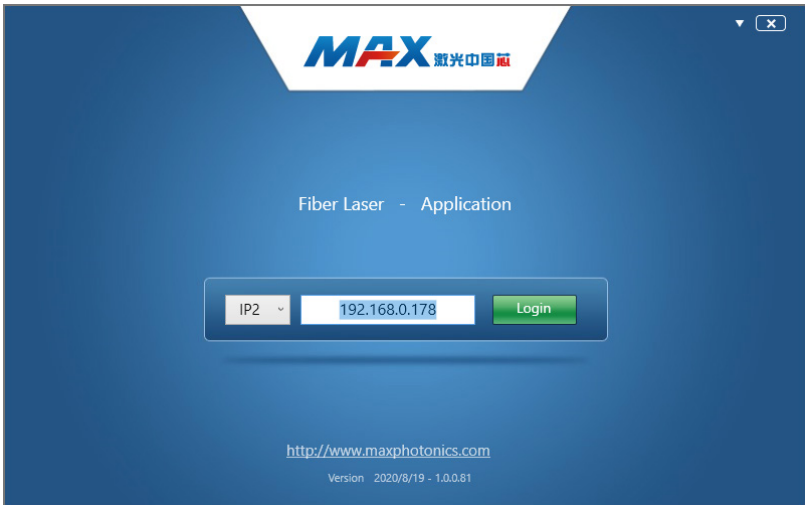 MAX 激光中国芯
Fiber Laser - Application
IP2 192.168.0.178 Login
http://www.maxphotonics.com
Version 2020/8/19 - 1.0.0.81